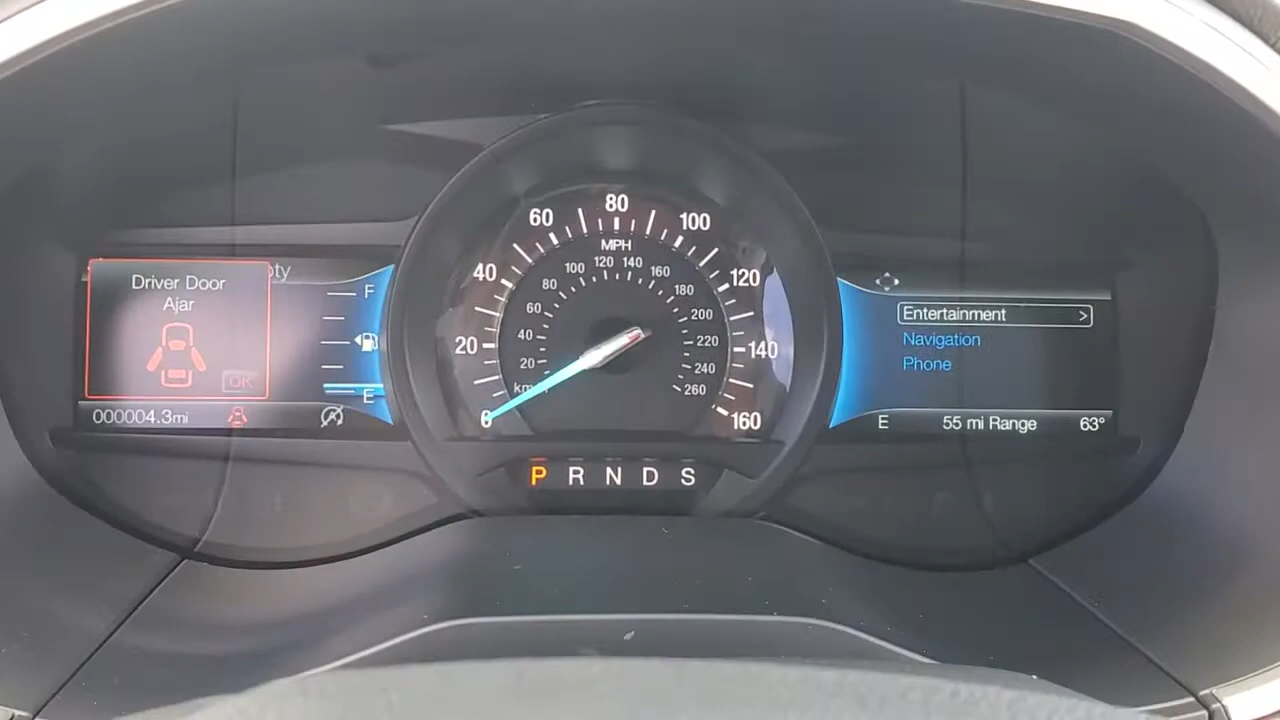 Driver Door
Ajar
OK
pty
F
E
000004.3mi
0
20
40
60
80
100
120
140
160
MPH
km/h
20
40
60
80
100
120
140
160
180
200
220
240
260
P R N D S
Entertainment >
Navigation
Phone
E 55 mi Range 63°